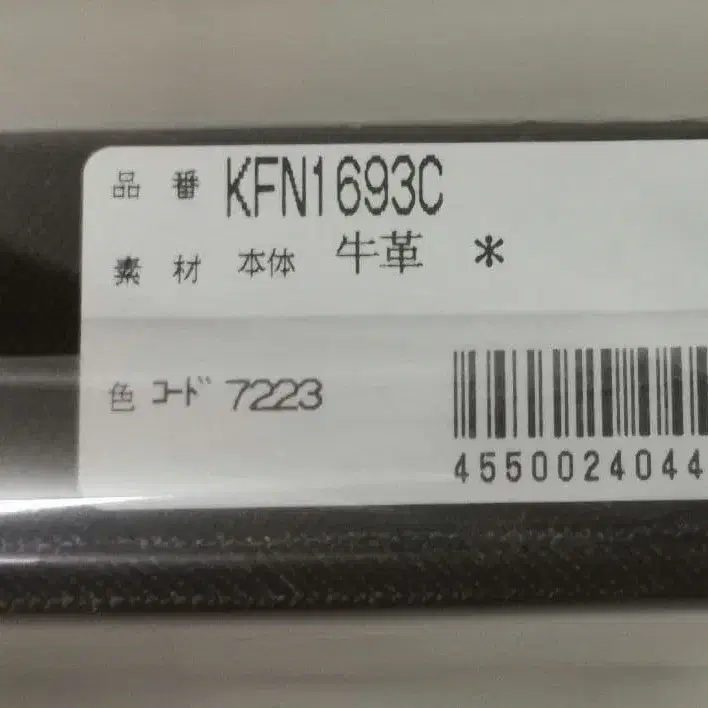 品 番 KFN1693C
素 材 本体 牛革 *
色 ｺｰﾄﾞ 7223
4550024044